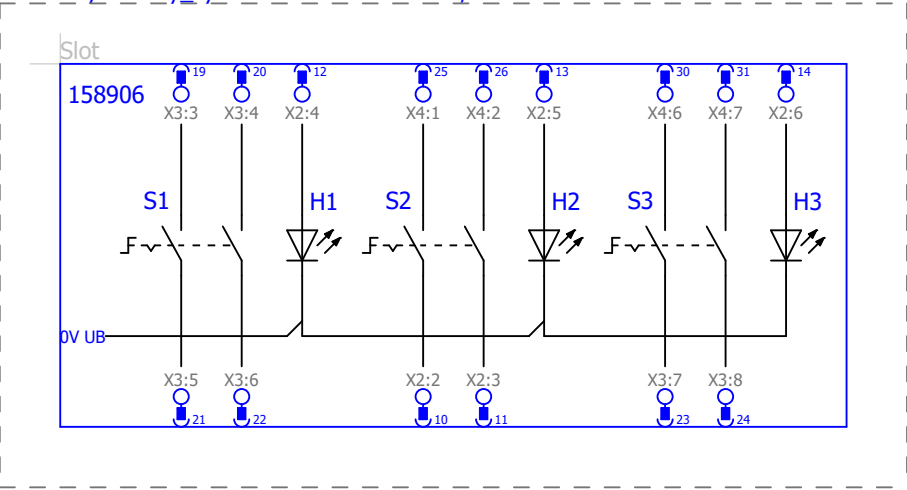 Slot
19 20 12 25 26 13 30 31 14
158906
X3:3 X3:4 X2:4 X4:1 X4:2 X2:5 X4:6 X4:7 X2:6
S1 H1 S2 H2 S3 H3
0V UB
X3:5 X3:6 X2:2 X2:3 X3:7 X3:8
21 22 10 11 23 24